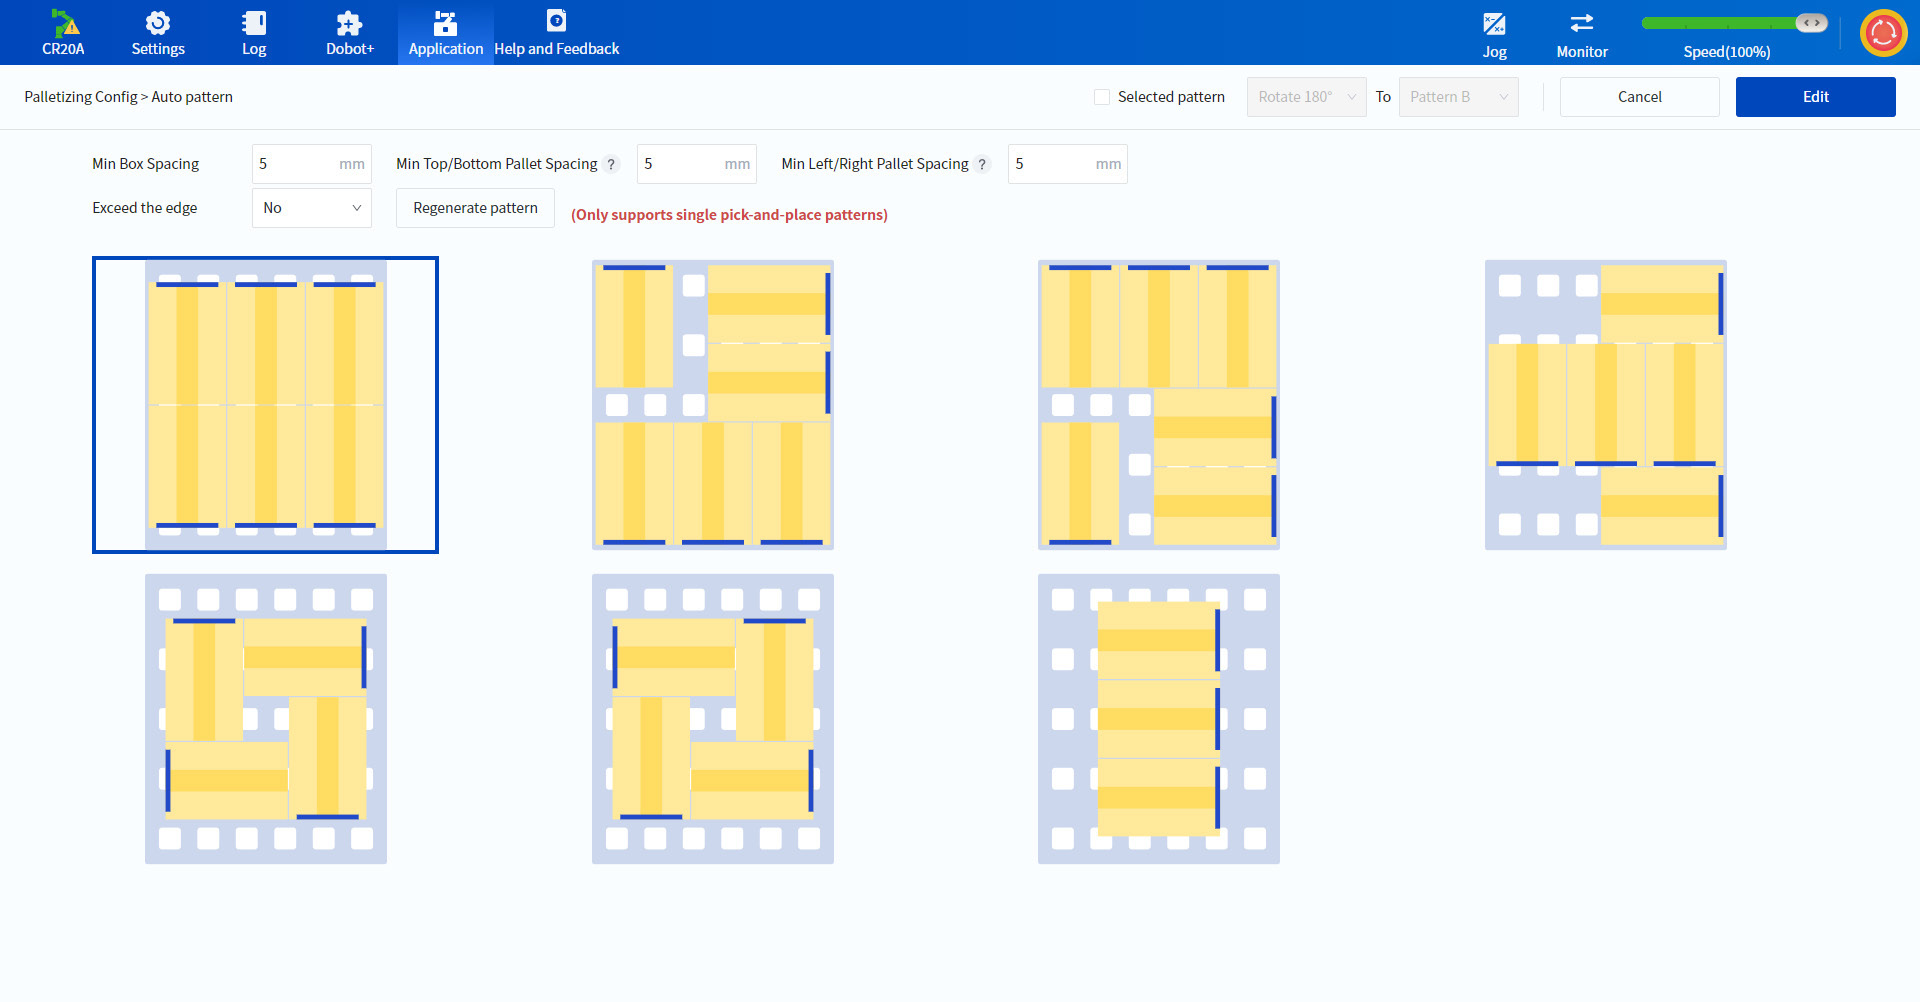 CR20A
Settings
Log
Dobot+
Application
Help and Feedback
Jog
Monitor
Speed(100%)
Palletizing Config > Auto pattern
Selected pattern
Rotate 180°
To
Pattern B
Cancel
Edit
Min Box Spacing
5 mm
Min Top/Bottom Pallet Spacing ?
5 mm
Min Left/Right Pallet Spacing ?
5 mm
Exceed the edge
No
Regenerate pattern
(Only supports single pick-and-place patterns)